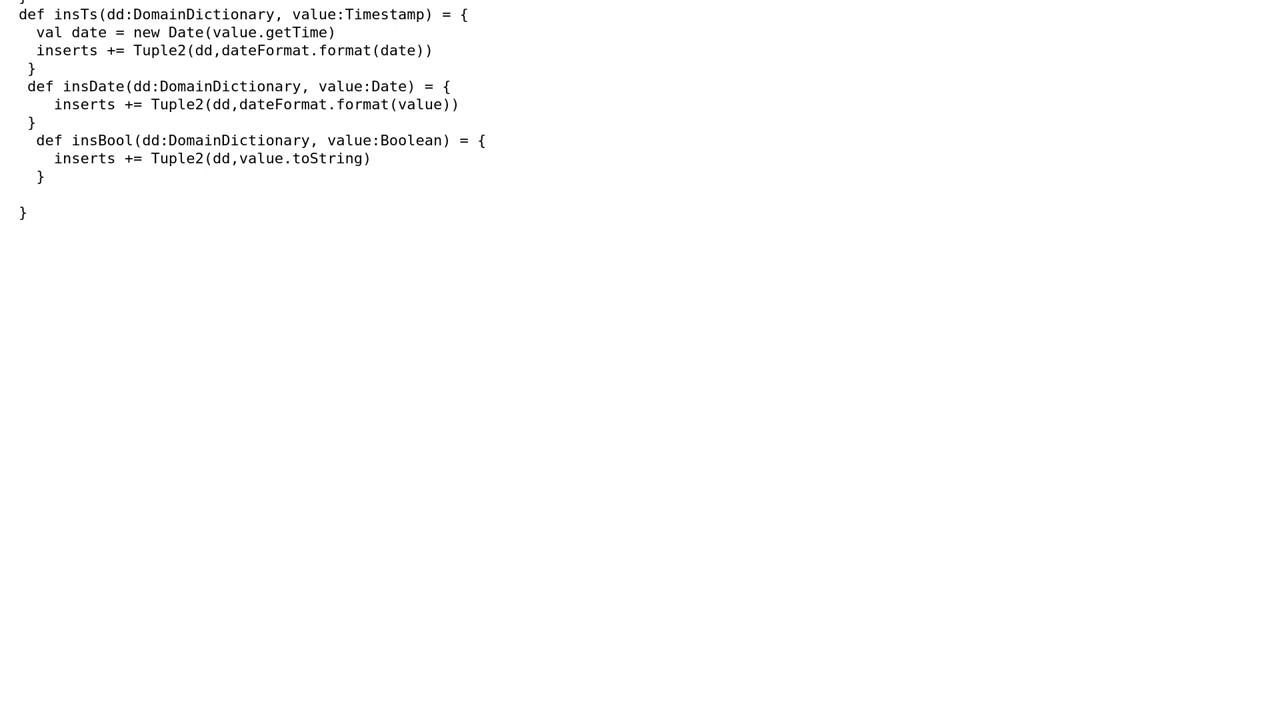 }
def insTs(dd:DomainDictionary, value:Timestamp) = {
  val date = new Date(value.getTime)
  inserts += Tuple2(dd,dateFormat.format(date))
 }
 def insDate(dd:DomainDictionary, value:Date) = {
    inserts += Tuple2(dd,dateFormat.format(value))
 }
  def insBool(dd:DomainDictionary, value:Boolean) = {
    inserts += Tuple2(dd,value.toString)
  }

}